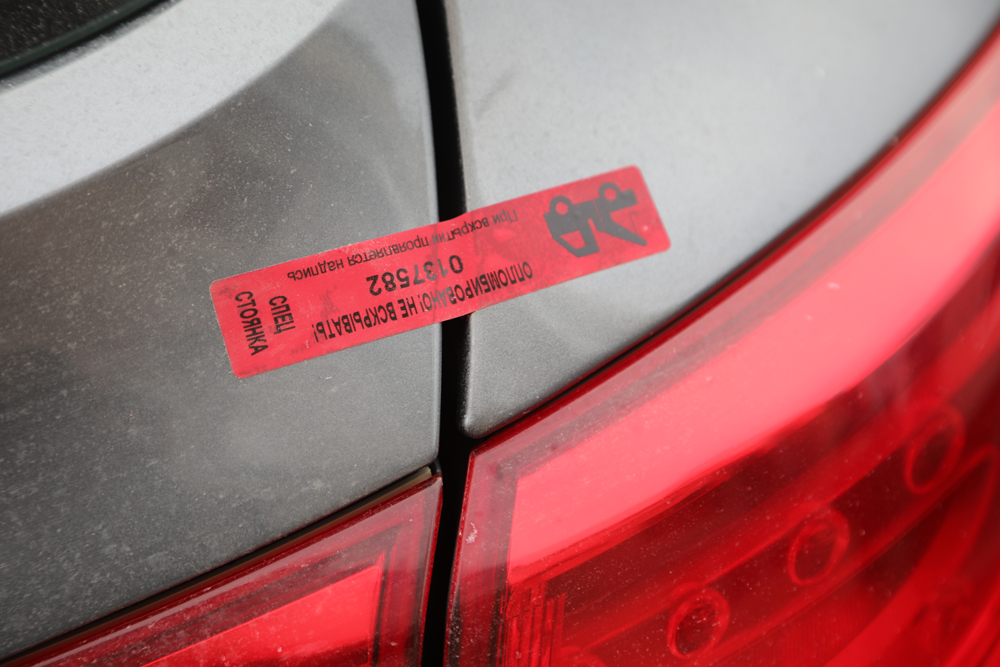 ОПЛОМБИРОВАНО! НЕ ВСКРЫВАТЬ!
0137582
При вскрытии проявляется надпись
СПЕЦ
СТОЯНКА